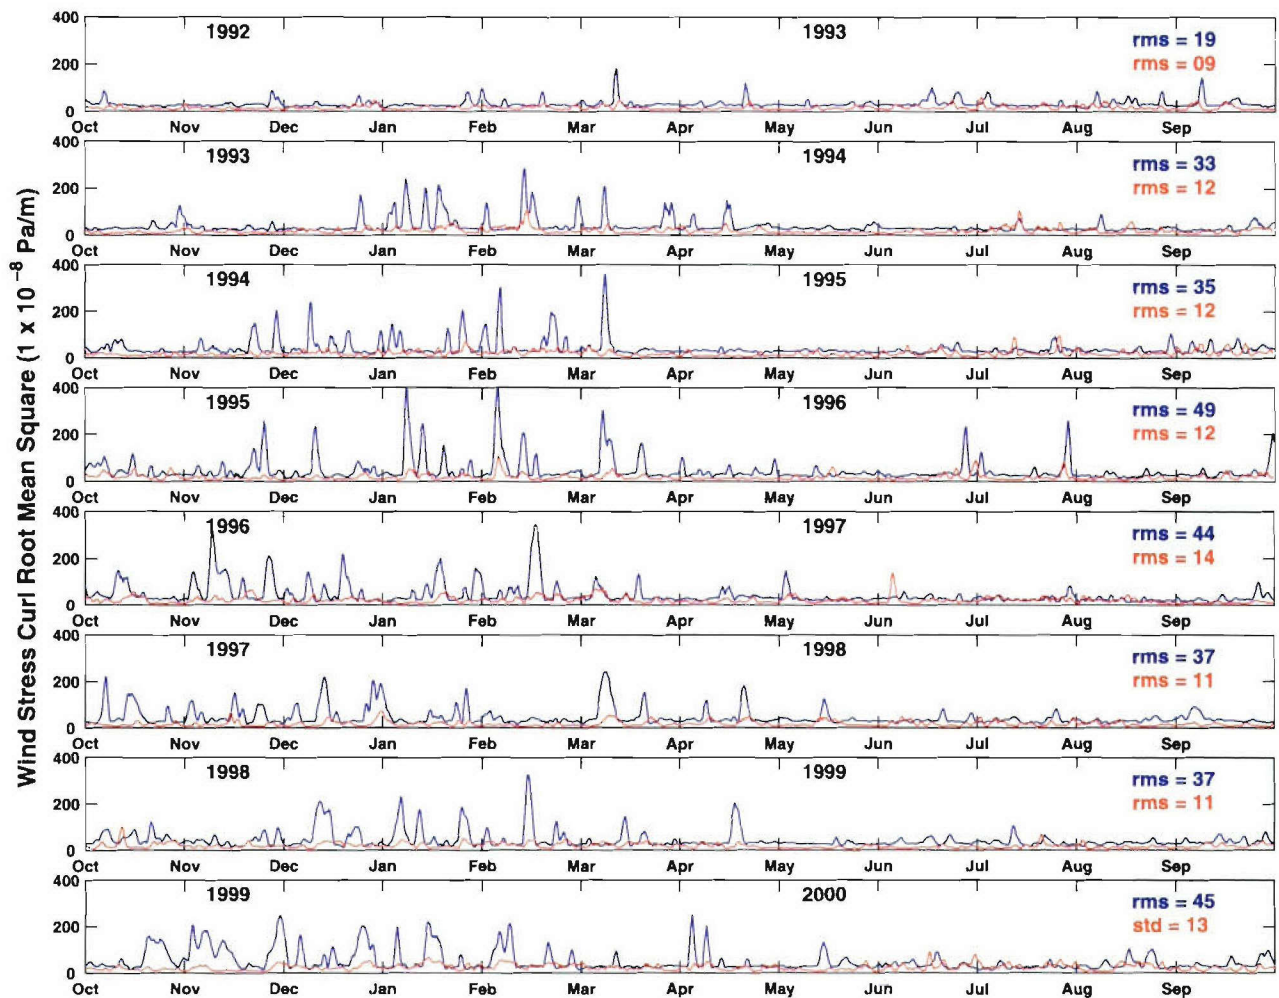 Wind Stress Curl Root Mean Square (1 x 10⁻⁸ Pa/m)
400
200
0
1992
1993
rms = 19
rms = 09
Oct Nov Dec Jan Feb Mar Apr May Jun Jul Aug Sep
400
200
0
1993
1994
rms = 33
rms = 12
Oct Nov Dec Jan Feb Mar Apr May Jun Jul Aug Sep
400
200
0
1994
1995
rms = 35
rms = 12
Oct Nov Dec Jan Feb Mar Apr May Jun Jul Aug Sep
400
200
0
1995
1996
rms = 49
rms = 12
Oct Nov Dec Jan Feb Mar Apr May Jun Jul Aug Sep
400
200
0
1996
1997
rms = 44
rms = 14
Oct Nov Dec Jan Feb Mar Apr May Jun Jul Aug Sep
400
200
0
1997
1998
rms = 37
rms = 11
Oct Nov Dec Jan Feb Mar Apr May Jun Jul Aug Sep
400
200
0
1998
1999
rms = 37
rms = 11
Oct Nov Dec Jan Feb Mar Apr May Jun Jul Aug Sep
400
200
0
1999
2000
rms = 45
std = 13
Oct Nov Dec Jan Feb Mar Apr May Jun Jul Aug Sep